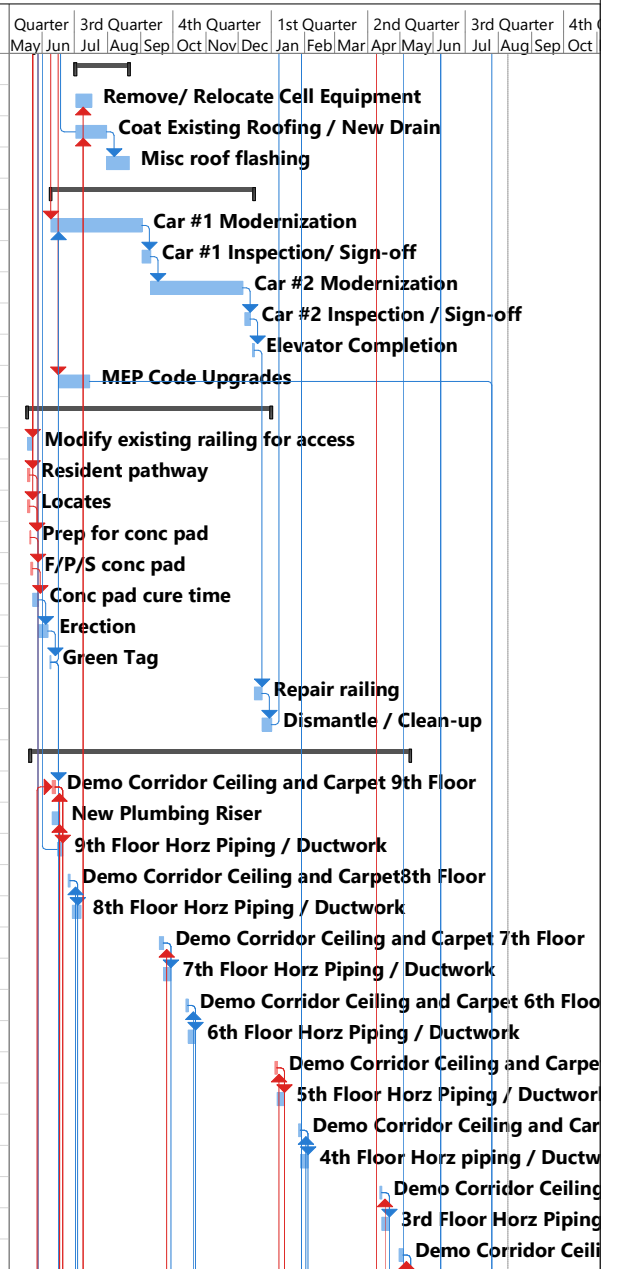 Quarter 3rd Quarter 4th Quarter 1st Quarter 2nd Quarter 3rd Quarter 4th
May Jun Jul Aug Sep Oct Nov Dec Jan Feb Mar Apr May Jun Jul Aug Sep Oct
Remove/ Relocate Cell Equipment
Coat Existing Roofing / New Drain
Misc roof flashing
Car #1 Modernization
Car #1 Inspection/ Sign-off
Car #2 Modernization
Car #2 Inspection / Sign-off
Elevator Completion
MEP Code Upgrades
Modify existing railing for access
Resident pathway
Locates
Prep for conc pad
F/P/S conc pad
Conc pad cure time
Erection
Green Tag
Repair railing
Dismantle / Clean-up
Demo Corridor Ceiling and Carpet 9th Floor
New Plumbing Riser
9th Floor Horz Piping / Ductwork
Demo Corridor Ceiling and Carpet8th Floor
8th Floor Horz Piping / Ductwork
Demo Corridor Ceiling and Carpet 7th Floor
7th Floor Horz Piping / Ductwork
Demo Corridor Ceiling and Carpet 6th Floo
6th Floor Horz Piping / Ductwork
Demo Corridor Ceiling and Carpe
5th Floor Horz Piping / Ductwor
Demo Corridor Ceiling and Car
4th Floor Horz piping / Ductw
Demo Corridor Ceiling
3rd Floor Horz Piping
Demo Corridor Ceili